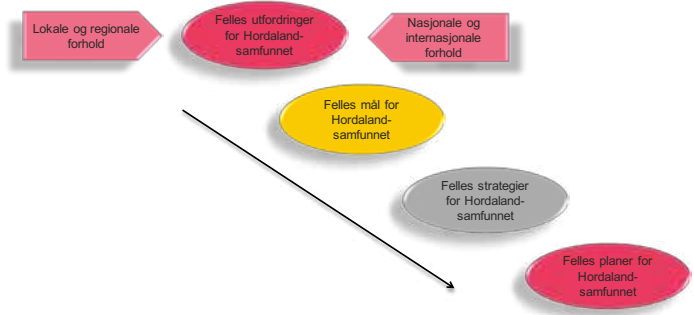 Lokale og regionale
forhold
Felles utfordringer
for Hordaland-
samfunnet
Nasjonale og
internasjonale
forhold
Felles mål for
Hordaland-
samfunnet
Felles strategier
for Hordaland-
samfunnet
Felles planer for
Hordaland-
samfunnet